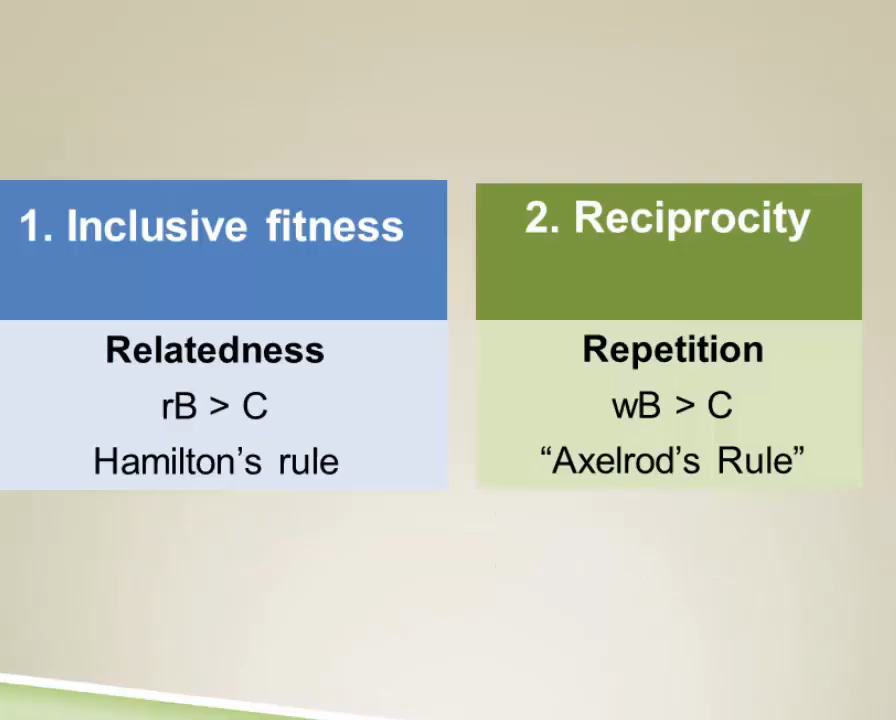 1. Inclusive fitness
Relatedness
rB > C
Hamilton’s rule
2. Reciprocity
Repetition
wB > C
“Axelrod’s Rule”